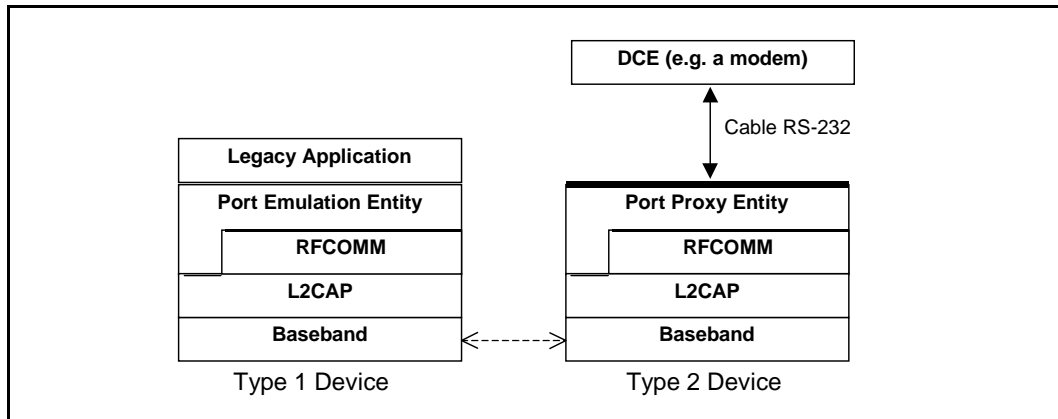 DCE (e.g. a modem)
Cable RS-232
Legacy Application
Port Emulation Entity
RFCOMM
L2CAP
Baseband
Type 1 Device
Port Proxy Entity
RFCOMM
L2CAP
Baseband
Type 2 Device